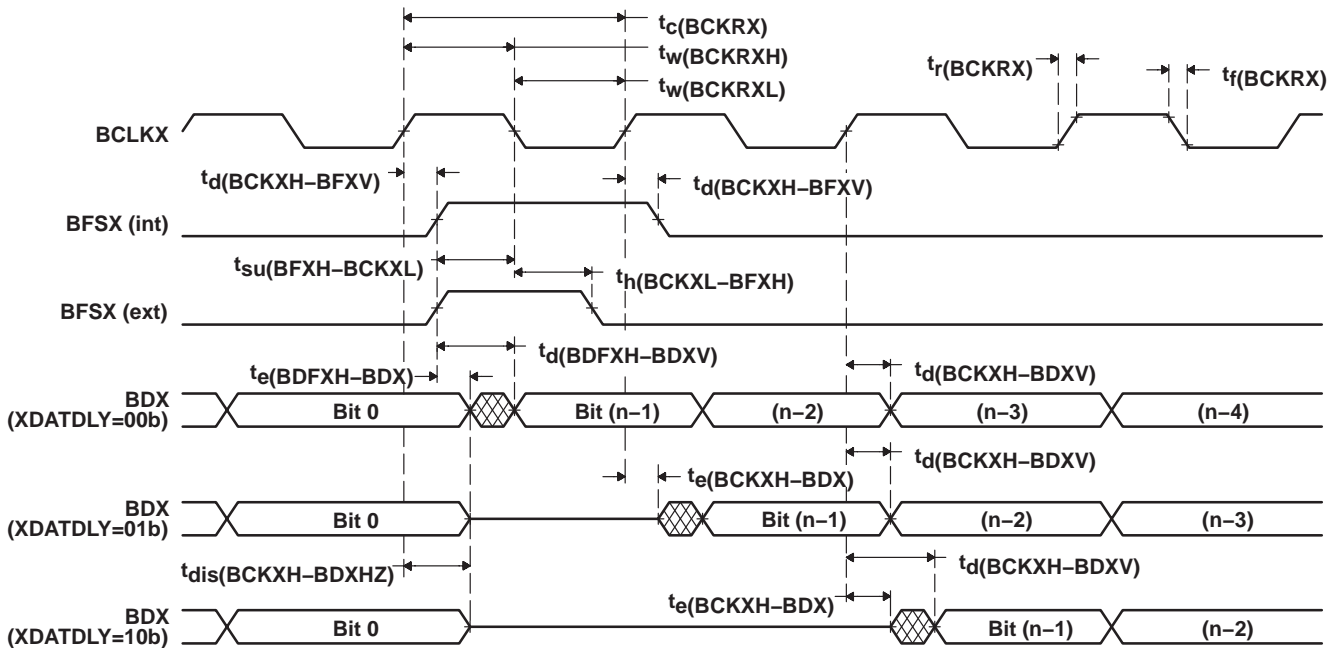 tc(BCKRX)
tw(BCKRXH)
tr(BCKRX)
tf(BCKRX)
tw(BCKRXL)
BCLKX
td(BCKXH–BFXV)
td(BCKXH–BFXV)
BFSX (int)
tsu(BFXH–BCKXL)
th(BCKXL–BFXH)
BFSX (ext)
td(BDFXH–BDXV)
te(BDFXH–BDX)
td(BCKXH–BDXV)
BDX
(XDATDLY=00b)
Bit 0
Bit (n–1)
(n–2)
(n–3)
(n–4)
td(BCKXH–BDXV)
te(BCKXH–BDX)
BDX
(XDATDLY=01b)
Bit 0
Bit (n–1)
(n–2)
(n–3)
tdis(BCKXH–BDXHZ)
td(BCKXH–BDXV)
te(BCKXH–BDX)
BDX
(XDATDLY=10b)
Bit 0
Bit (n–1)
(n–2)